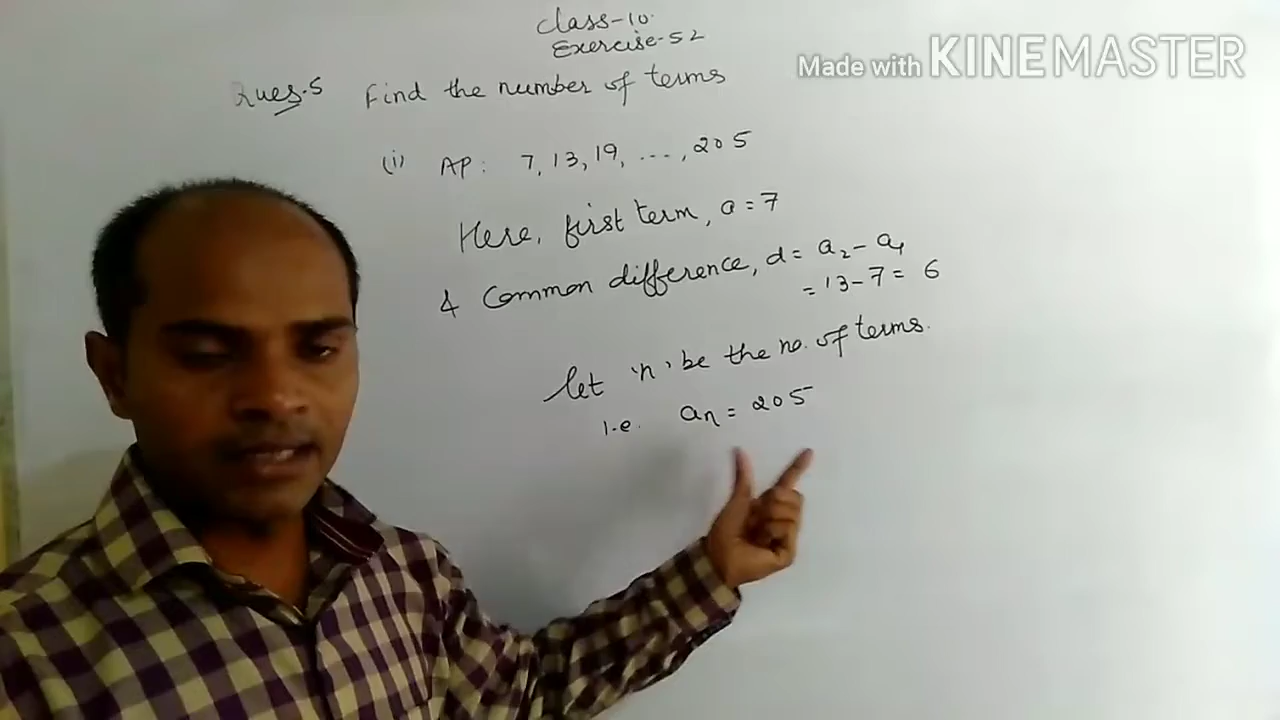 Class-10.
Exercise-5.2
Made with KINEMASTER
Ques.5 Find the number of terms
(i) AP: 7, 13, 19, ...., 205
Here, first term, a = 7
& Common difference, d = a₂ - a₁
= 13 - 7 = 6
let 'n' be the no. of terms.
i.e. aₙ = 205